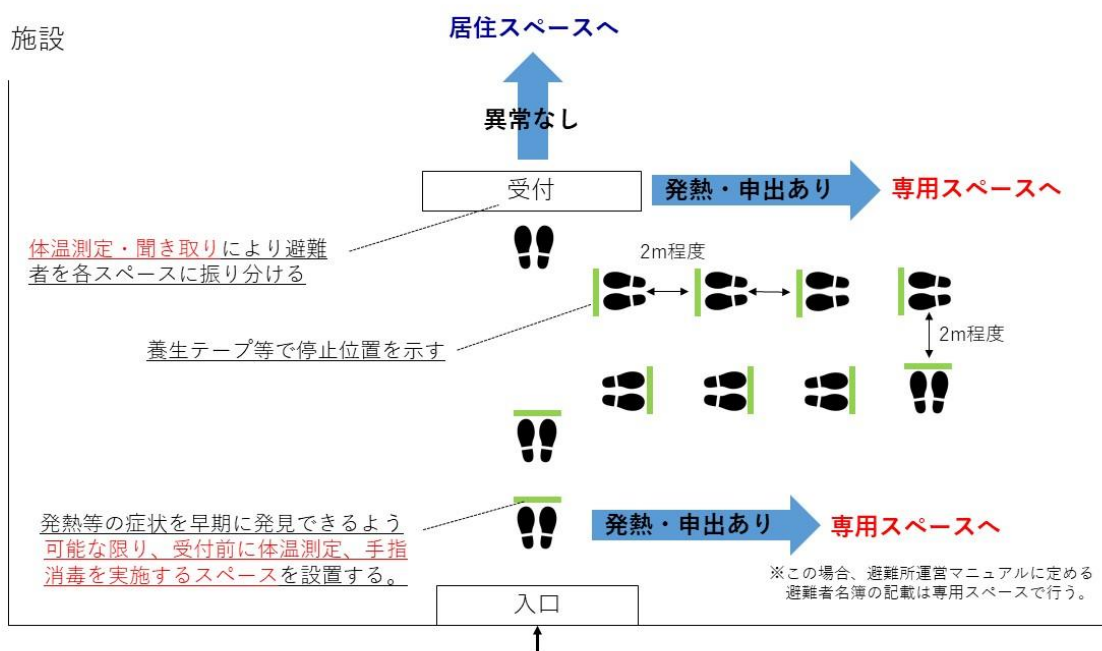 施設
居住スペースへ
異常なし
受付
発熱・申出あり
専用スペースへ
体温測定・聞き取りにより避難
者を各スペースに振り分ける
2m程度
養生テープ等で停止位置を示す
2m程度
発熱等の症状を早期に発見できるよう
可能な限り、受付前に体温測定、手指
消毒を実施するスペースを設置する。
発熱・申出あり
専用スペースへ
※この場合、避難所運営マニュアルに定める
避難者名簿の記載は専用スペースで行う。
入口